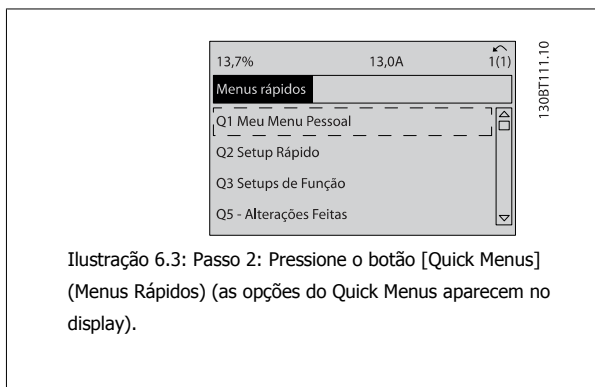 13,7% 13,0A 1(1)
Menus rápidos
Q1 Meu Menu Pessoal
Q2 Setup Rápido
Q3 Setups de Função
Q5 - Alterações Feitas
130BT111.10
Ilustração 6.3: Passo 2: Pressione o botão [Quick Menus]
(Menus Rápidos) (as opções do Quick Menus aparecem no
display).